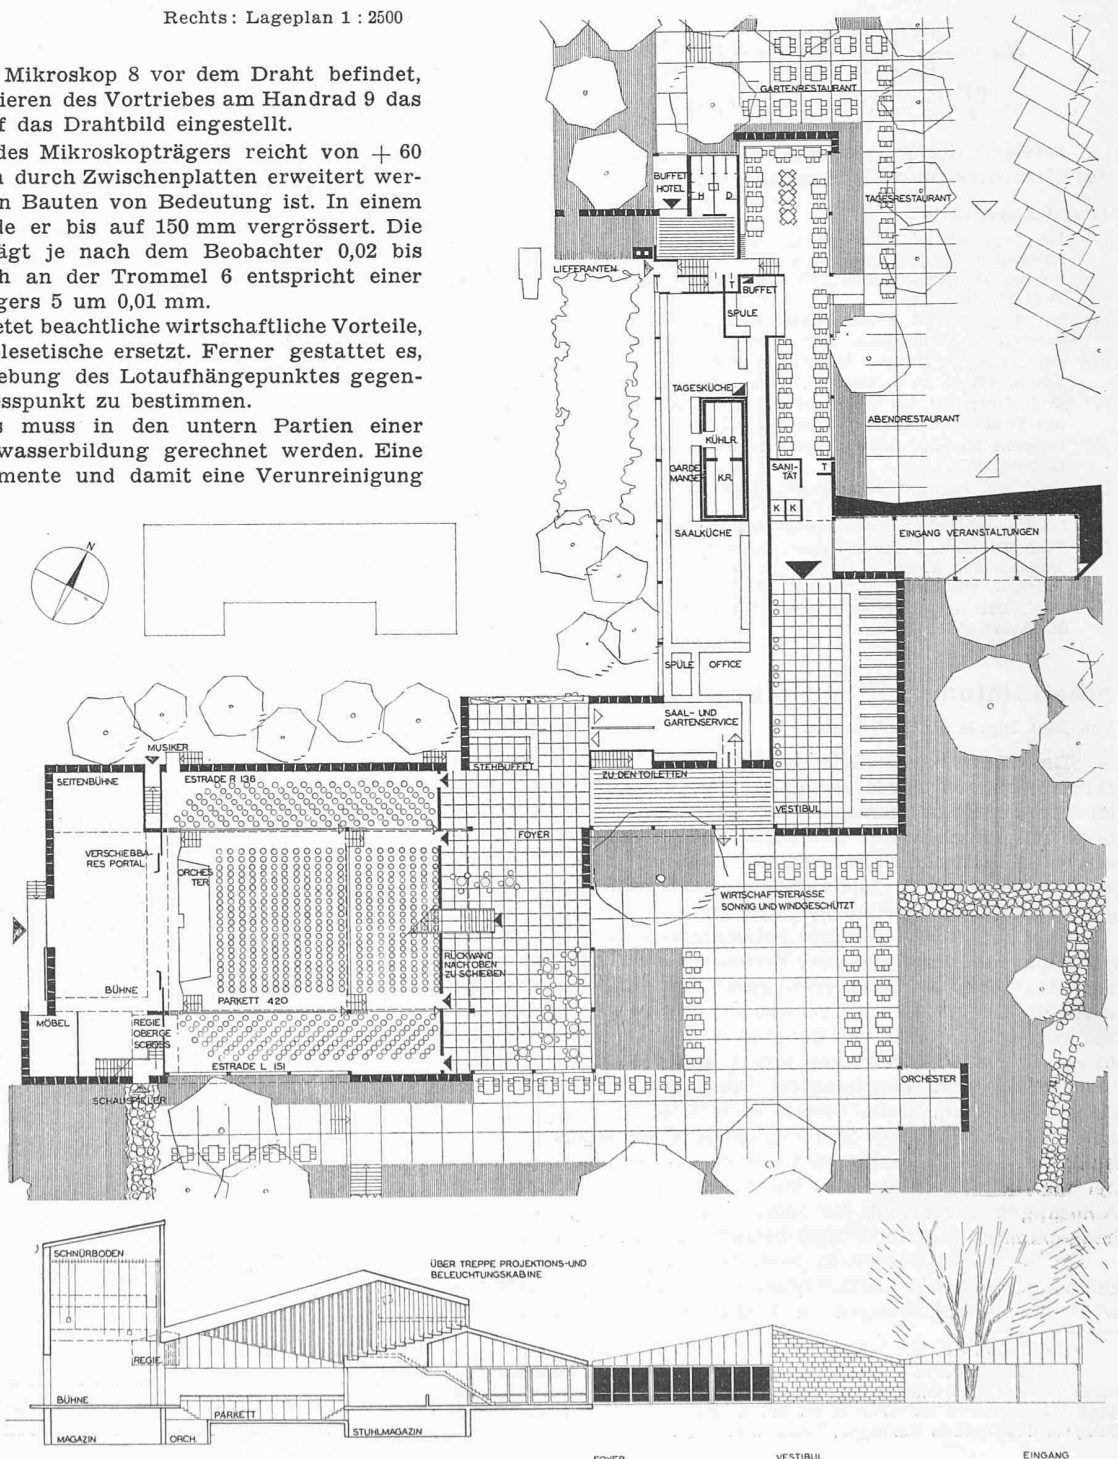 Rechts: Lageplan 1 : 2500
Mikroskop 8 vor dem Draht befindet,
ieren des Vortriebes am Handrad 9 das
f das Drahtbild eingestellt.
des Mikroskopträgers reicht von + 60
durch Zwischenplatten erweitert wer-
n Bauten von Bedeutung ist. In einem
de er bis auf 150 mm vergrössert. Die
ägt je nach dem Beobachter 0,02 bis
h an der Trommel 6 entspricht einer
gers 5 um 0,01 mm.
etet beachtliche wirtschaftliche Vorteile,
lesetische ersetzt. Ferner gestattet es,
ebung des Lotaufhängepunktes gegen-
sspunkt zu bestimmen.
s muss in den untern Partien einer
wasserbildung gerechnet werden. Eine
mente und damit eine Verunreinigung
GARTENRESTAURANT
BUFFET
HOTEL
H D
TAGESRESTAURANT
LIEFERANTEN
T
BUFFET
SPÜLE
TAGESKÜCHE
ABENDRESTAURANT
KÜHLR.
GARDE
MANGE
K.R.
SANI-
TÄT
T
K K
SAALKÜCHE
EINGANG VERANSTALTUNGEN
N
SPÜLE OFFICE
SAAL- UND
GARTENSERVICE
MUSIKER
STEHBUFFET
ZU DEN TOILETTEN
SEITENBÜHNE
ESTRADE R 136
VESTIBUL
FOYER
VERSCHIEBBA-
RES PORTAL
ORCHES
TER
WIRTSCHAFTSTERASSE
SONNIG UND WINDGESCHÜTZT
RÜCKWAND
NACH OBEN
ZU SCHIEBEN
BÜHNE
PARKETT 420
MÖBEL
REGIE
OBERGE
SCHOSS
ESTRADE L 151
ORCHESTER
SCHAUSPIELER
SCHNÜRBODEN
ÜBER TREPPE PROJEKTIONS-UND
BELEUCHTUNGSKABINE
REGIE
BÜHNE
PARKETT
MAGAZIN
ORCH.
STUHLMAGAZIN
FOYER
VESTIBUL
EINGANG